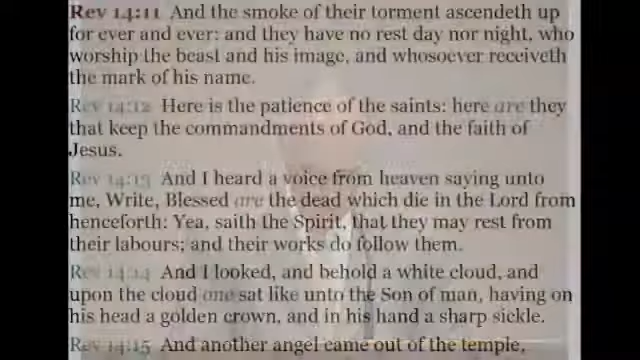 Rev 14:11 And the smoke of their torment ascendeth up
for ever and ever: and they have no rest day nor night, who
worship the beast and his image, and whosoever receiveth
the mark of his name.
Rev 14:12 Here is the patience of the saints: here are they
that keep the commandments of God, and the faith of
Jesus.
Rev 14:13 And I heard a voice from heaven saying unto
me, Write, Blessed are the dead which die in the Lord from
henceforth: Yea, saith the Spirit, that they may rest from
their labours; and their works do follow them.
Rev 14:14 And I looked, and behold a white cloud, and
upon the cloud one sat like unto the Son of man, having on
his head a golden crown, and in his hand a sharp sickle.
Rev 14:15 And another angel came out of the temple,